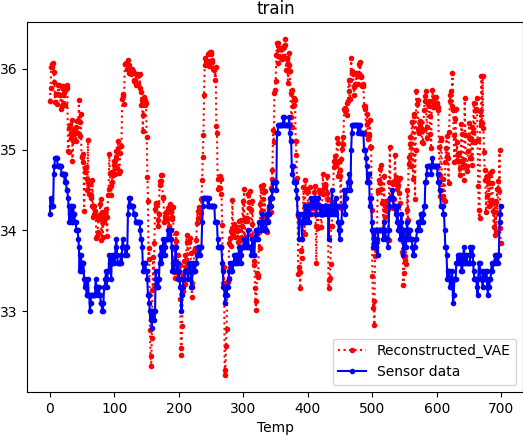 train
36
35
34
33
0 100 200 300 400 500 600 700
Temp
Reconstructed_VAE
Sensor data